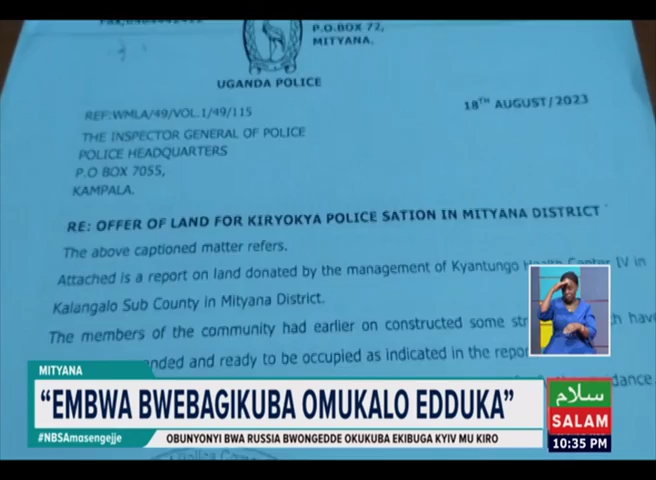 P.O.BOX 72,
MITYANA.
UGANDA POLICE
REF:WMLA/49/VOL.1/49/115
18TH AUGUST/2023
THE INSPECTOR GENERAL OF POLICE
POLICE HEADQUARTERS
P.O BOX 7055,
KAMPALA.
RE: OFFER OF LAND FOR KIRYOKYA POLICE SATION IN MITYANA DISTRICT
The above captioned matter refers.
Attached is a report on land donated by the management of Kyantungo Health Center IV in
Kalangalo Sub County in Mityana District.
The members of the community had earlier on constructed some have
and ready to be occupied as indicated in the
MITYANA
“EMBWA BWEBAGIKUBA OMUKALO EDDUKA”
#NBSAmasengejje
OBUNYONYI BWA RUSSIA BWONGEDDE OKUKUBA EKIBUGA KYIV MU KIRO
سلام
SALAM
10:35 PM